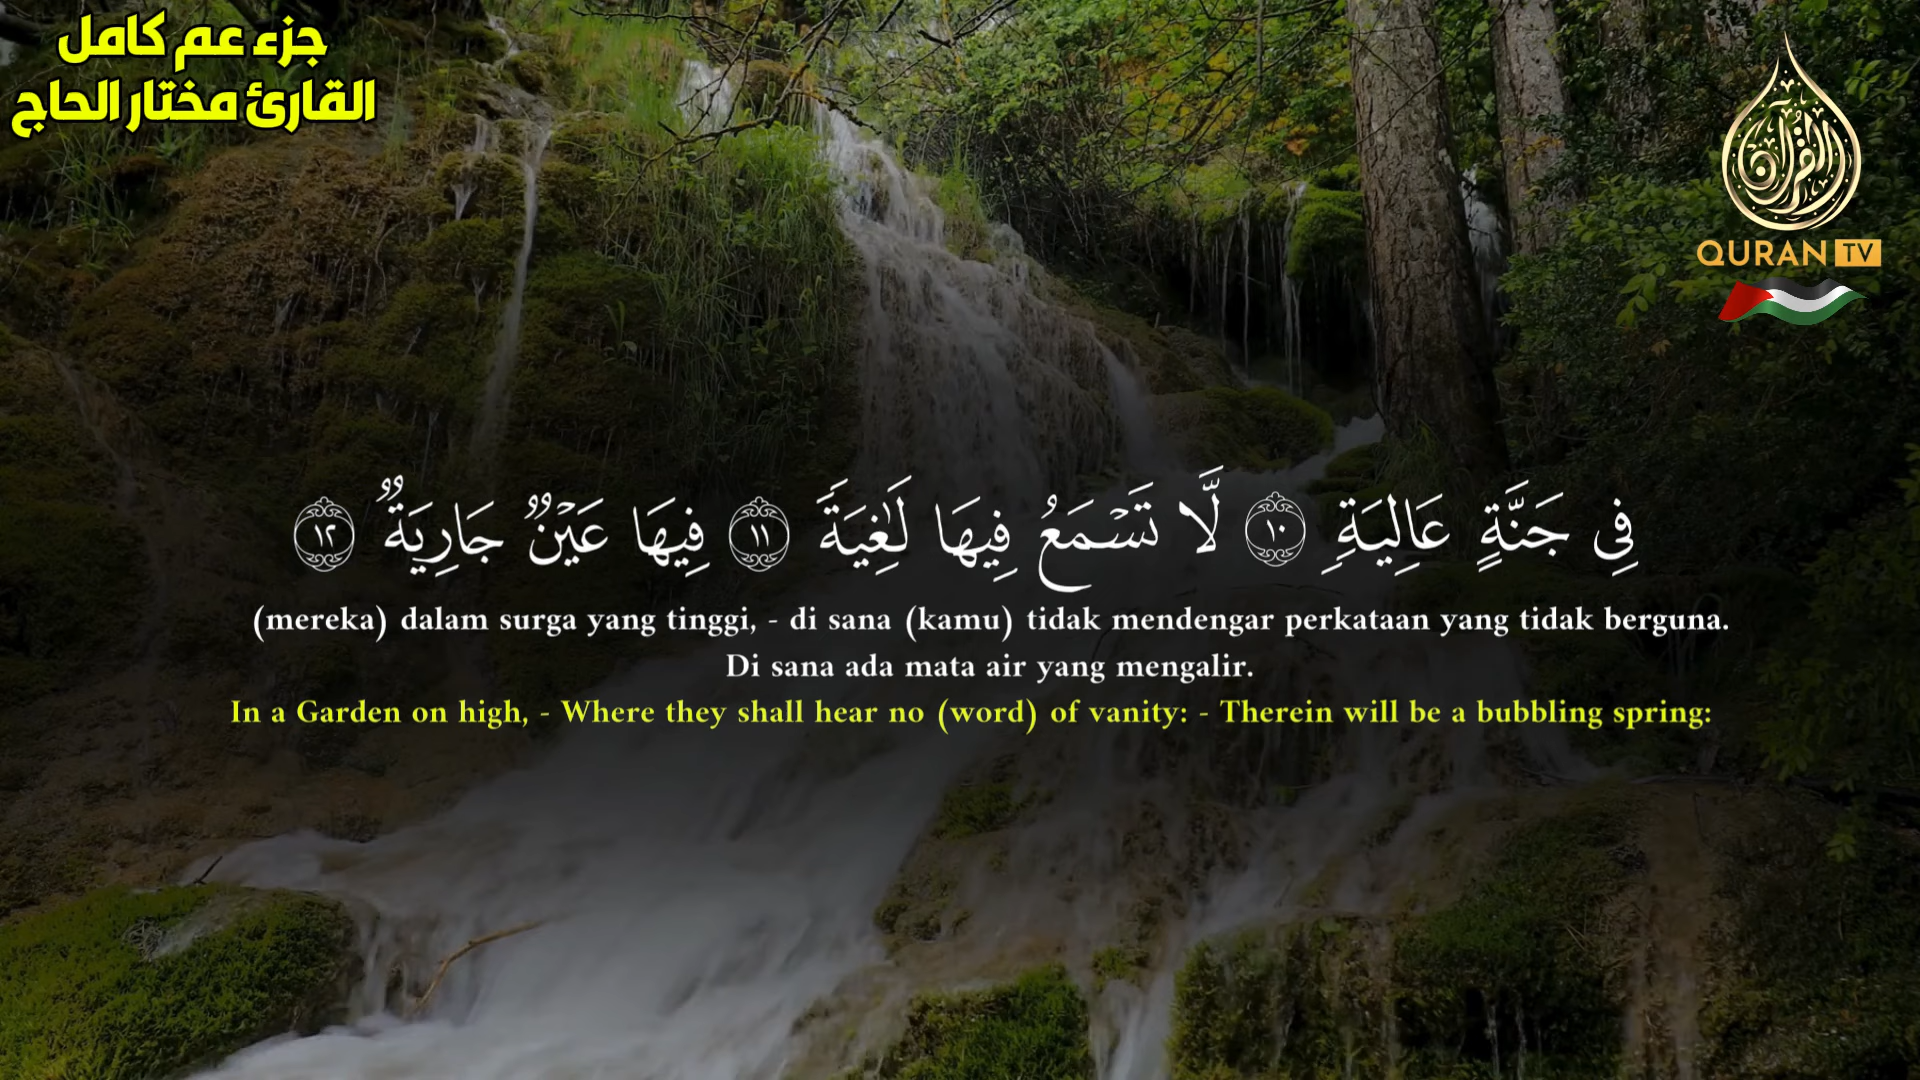 جزء عم كامل
القارئ مختار الحاج
QURAN TV
فِي جَنَّةٍ عَالِيَةٍ ١٠ لَّا تَسْمَعُ فِيهَا لَٰغِيَةً ١١ فِيهَا عَيْنٌ جَارِيَةٌ ١٢
(mereka) dalam surga yang tinggi, - di sana (kamu) tidak mendengar perkataan yang tidak berguna.
Di sana ada mata air yang mengalir.
In a Garden on high, - Where they shall hear no (word) of vanity: - Therein will be a bubbling spring: